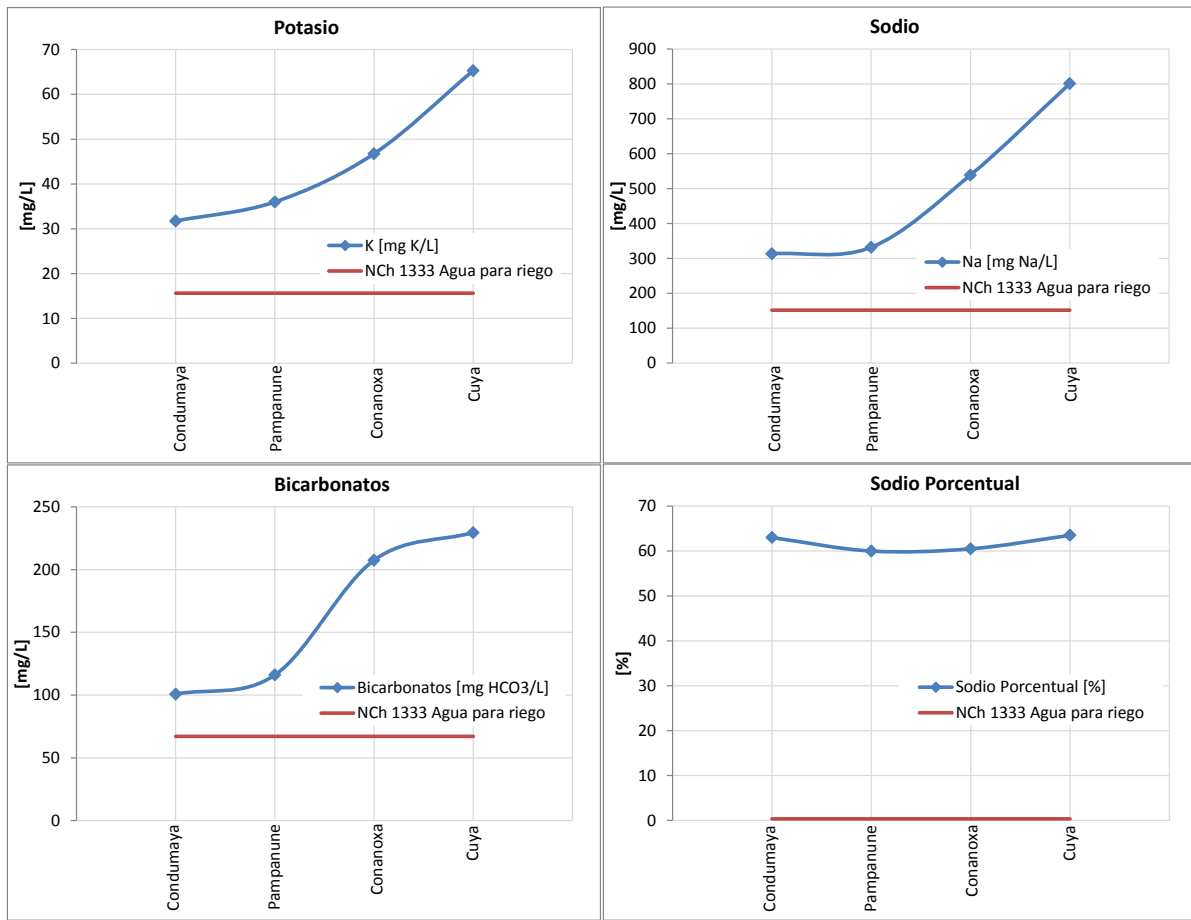 Potasio
70
60
50
40
30
20
10
0
[mg/L]
K [mg K/L]
NCh 1333 Agua para riego
Condumaya
Pampanune
Conanoxa
Cuya
Sodio
900
800
700
600
500
400
300
200
100
0
[mg/L]
Na [mg Na/L]
NCh 1333 Agua para riego
Condumaya
Pampanune
Conanoxa
Cuya
Bicarbonatos
250
200
150
100
50
0
[mg/L]
Bicarbonatos [mg HCO3/L]
NCh 1333 Agua para riego
Condumaya
Pampanune
Conanoxa
Cuya
Sodio Porcentual
70
60
50
40
30
20
10
0
[%]
Sodio Porcentual [%]
NCh 1333 Agua para riego
Condumaya
Pampanune
Conanoxa
Cuya